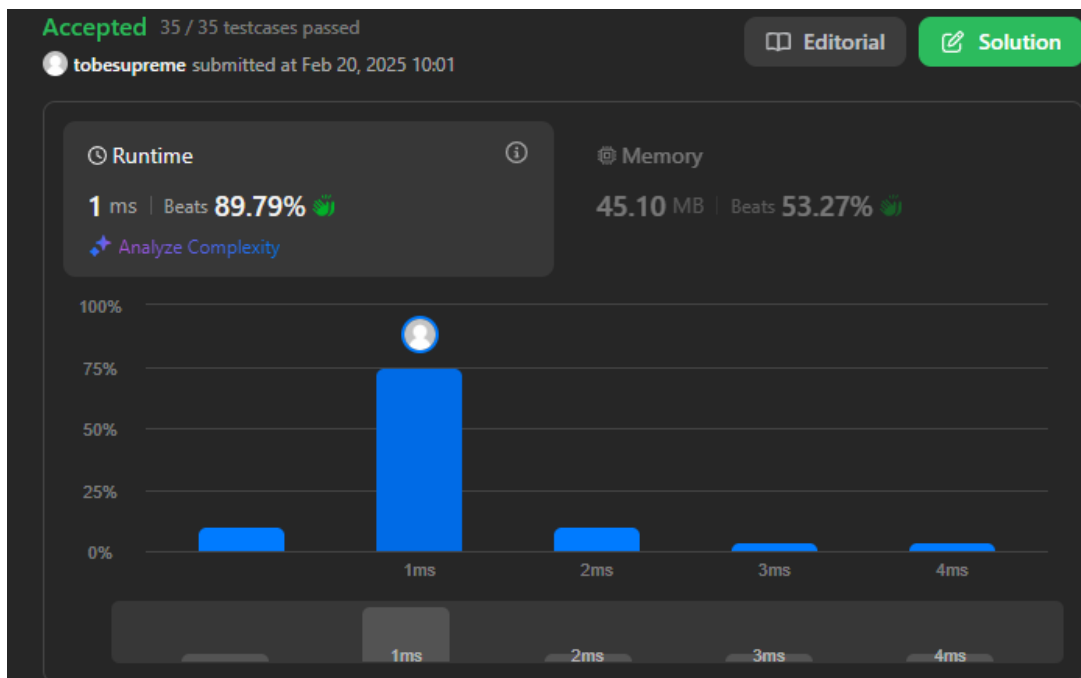 Accepted 35 / 35 testcases passed
Editorial
Solution
tobesupreme submitted at Feb 20, 2025 10:01
Runtime
1 ms | Beats 89.79%
Analyze Complexity
Memory
45.10 MB | Beats 53.27%
100%
75%
50%
25%
0%
1ms 2ms 3ms 4ms
1ms 2ms 3ms 4ms